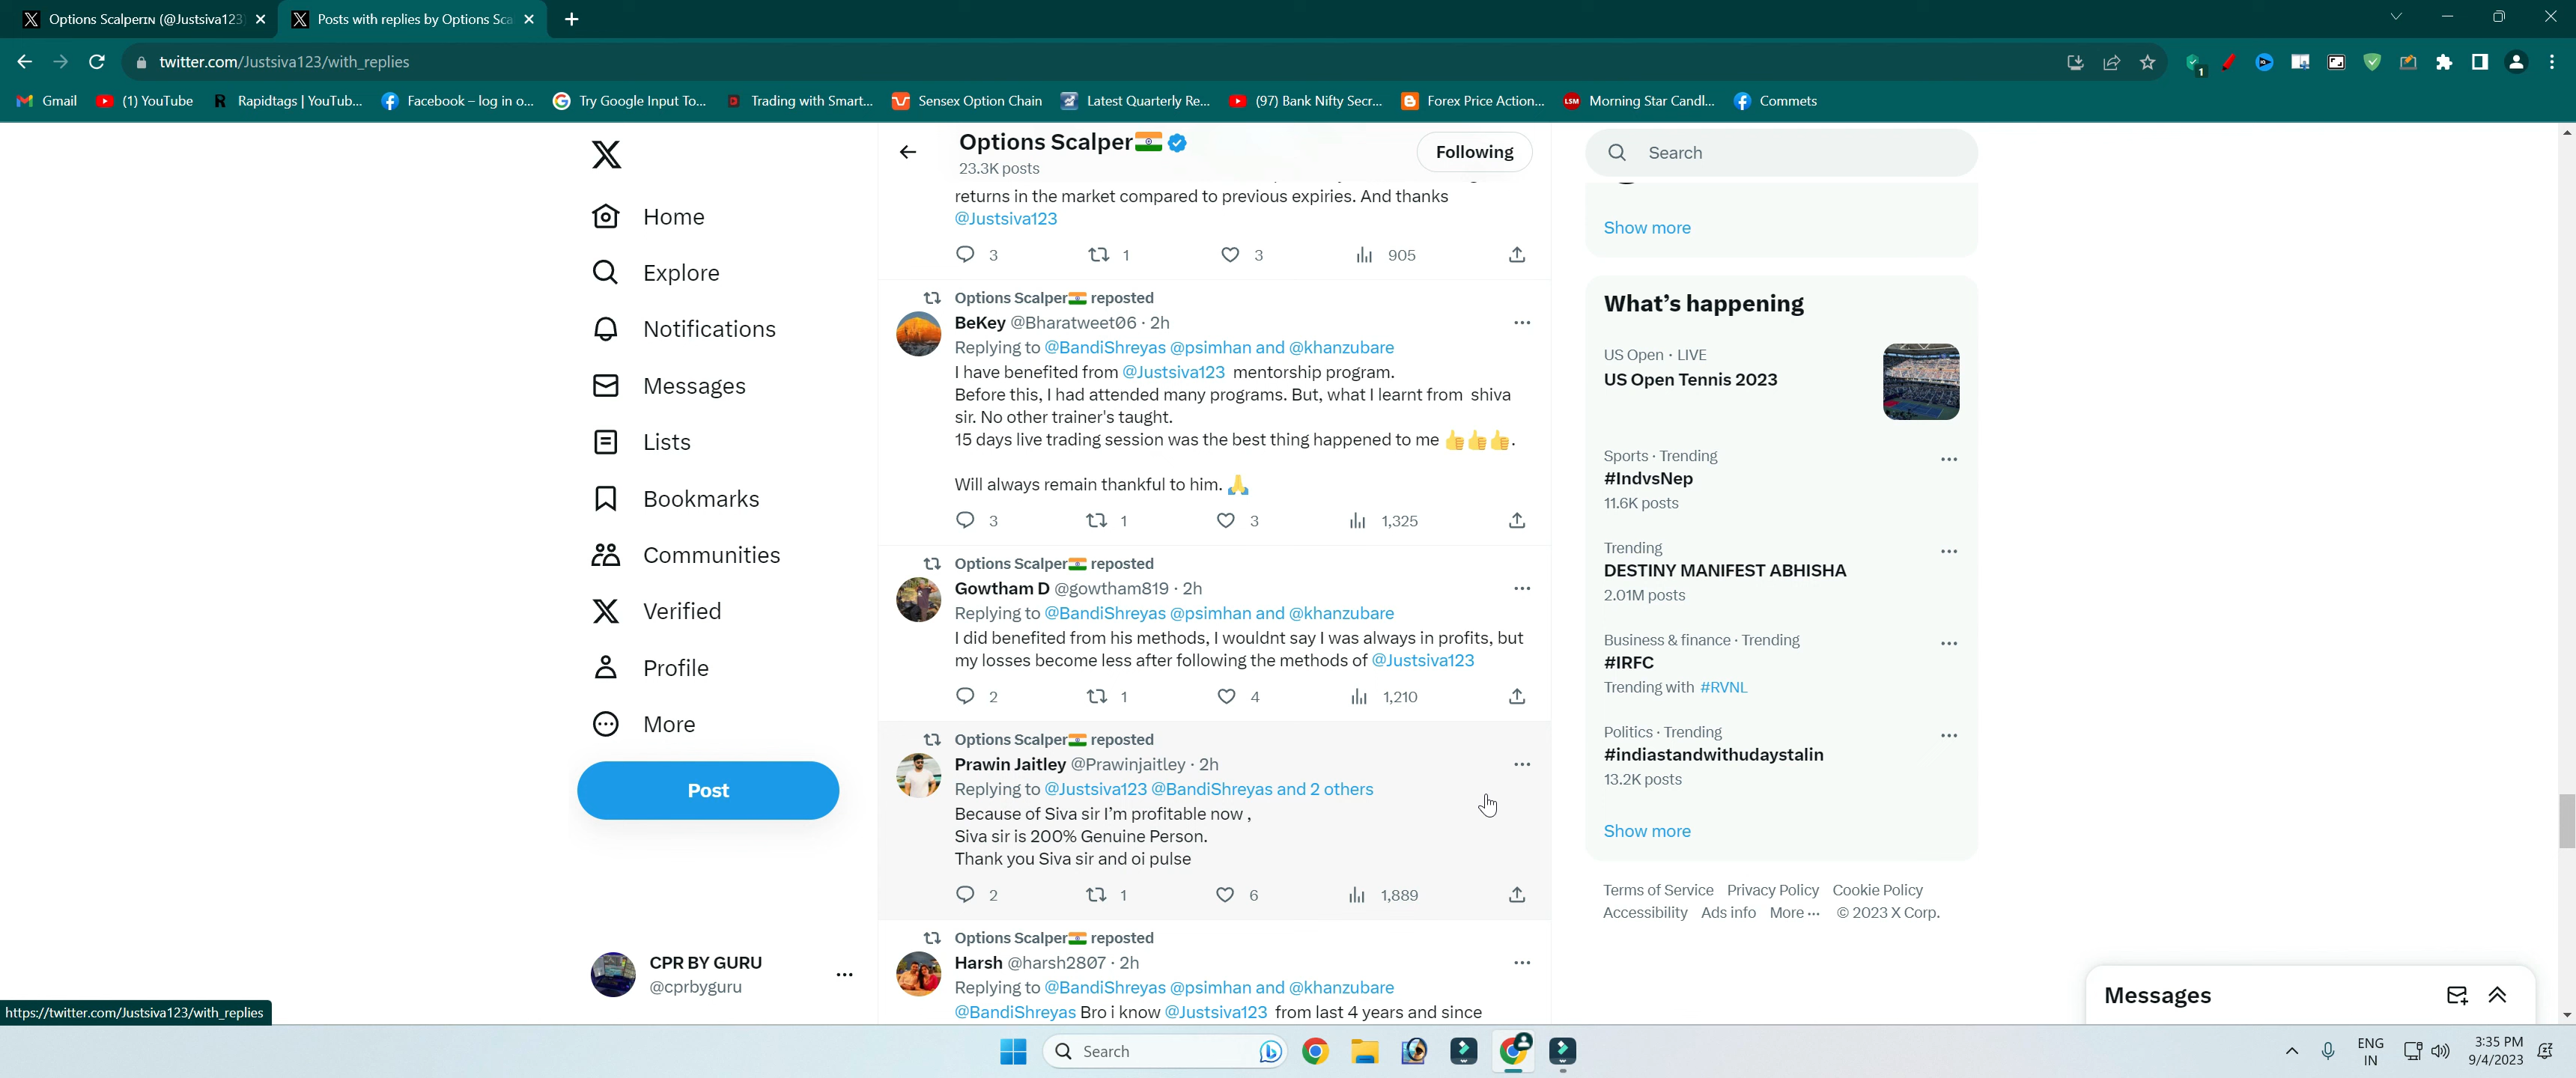 Options ScalperIN (@Justsiva123
Posts with replies by Options Sca
twitter.com/Justsiva123/with_replies
1
Gmail
(1) YouTube
Rapidtags | YouTub...
Facebook – log in o...
Try Google Input To...
Trading with Smart...
Sensex Option Chain
Latest Quarterly Re...
(97) Bank Nifty Secr...
Forex Price Action...
LSM
Morning Star Candl...
Commets
Home
Explore
Notifications
Messages
Lists
Bookmarks
Communities
Verified
Profile
More
Post
CPR BY GURU
@cprbyguru
https://twitter.com/Justsiva123/with_replies
Options Scalper🇮🇳
23.3K posts
Following
returns in the market compared to previous expiries. And thanks
@Justsiva123
3 1 3 905
Options Scalper🇮🇳 reposted
BeKey @Bharatweet06 · 2h
Replying to @BandiShreyas @psimhan and @khanzubare
I have benefited from @Justsiva123 mentorship program.
Before this, I had attended many programs. But, what I learnt from shiva
sir. No other trainer's taught.
15 days live trading session was the best thing happened to me 👍👍👍.
Will always remain thankful to him. 🙏
3 1 3 1,325
Options Scalper🇮🇳 reposted
Gowtham D @gowtham819 · 2h
Replying to @BandiShreyas @psimhan and @khanzubare
I did benefited from his methods, I wouldnt say I was always in profits, but
my losses become less after following the methods of @Justsiva123
2 1 4 1,210
Options Scalper🇮🇳 reposted
Prawin Jaitley @Prawinjaitley · 2h
Replying to @Justsiva123 @BandiShreyas and 2 others
Because of Siva sir I'm profitable now ,
Siva sir is 200% Genuine Person.
Thank you Siva sir and oi pulse
2 1 6 1,889
Options Scalper🇮🇳 reposted
Harsh @harsh2807 · 2h
Replying to @BandiShreyas @psimhan and @khanzubare
@BandiShreyas Bro i know @Justsiva123 from last 4 years and since
Search
Show more
What's happening
US Open · LIVE
US Open Tennis 2023
Sports · Trending
#IndvsNep
11.6K posts
Trending
DESTINY MANIFEST ABHISHA
2.01M posts
Business & finance · Trending
#IRFC
Trending with #RVNL
Politics · Trending
#indiastandwithudaystalin
13.2K posts
Show more
Terms of Service Privacy Policy Cookie Policy
Accessibility Ads info More ··· © 2023 X Corp.
Messages
Search
ENG
IN
3:35 PM
9/4/2023